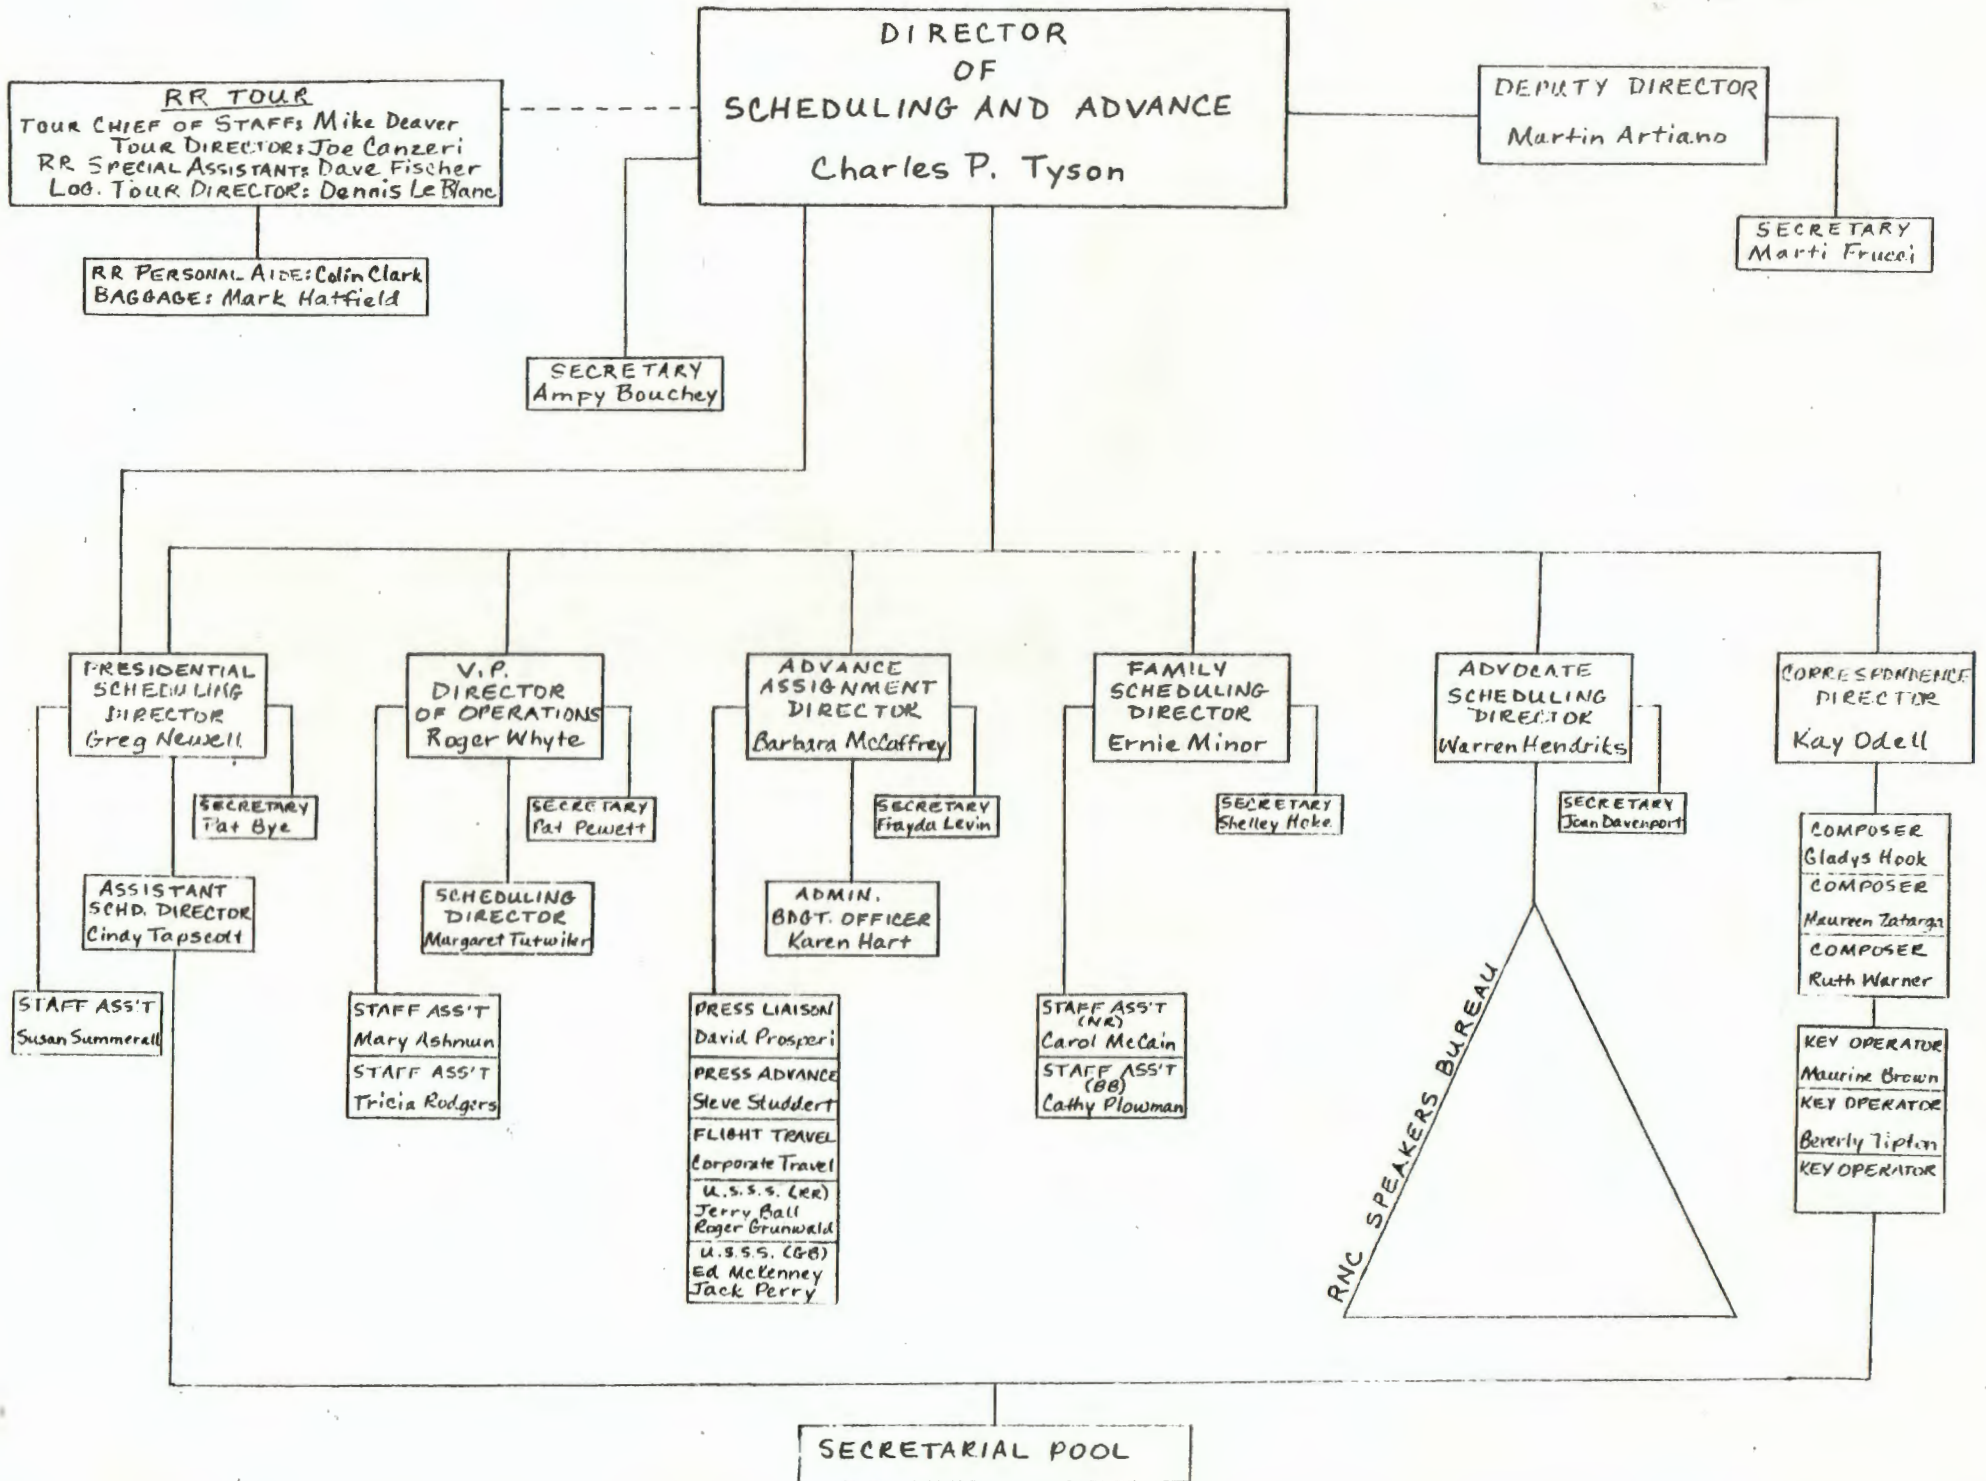 DIRECTOR
OF
SCHEDULING AND ADVANCE
Charles P. Tyson
RR TOUR
TOUR CHIEF OF STAFF: Mike Deaver
TOUR DIRECTOR: Joe Canzeri
RR SPECIAL ASSISTANT: Dave Fischer
LOG. TOUR DIRECTOR: Dennis Le Blanc
RR PERSONAL AIDE: Colin Clark
BAGGAGE: Mark Hatfield
DEPUTY DIRECTOR
Martin Artiano
SECRETARY
Marti Frucci
SECRETARY
Ampy Bouchey
PRESIDENTIAL
SCHEDULING
DIRECTOR
Greg Newell
SECRETARY
Pat Bye
ASSISTANT
SCHD. DIRECTOR
Cindy Tapscott
STAFF ASS'T
Susan Summerall
V.P.
DIRECTOR
OF OPERATIONS
Roger Whyte
SECRETARY
Pat Pewett
SCHEDULING
DIRECTOR
Margaret Tutwiler
STAFF ASS'T
Mary Ashmun
STAFF ASS'T
Tricia Rodgers
ADVANCE
ASSIGNMENT
DIRECTOR
Barbara McCaffrey
SECRETARY
Frayda Levin
ADMIN.
BDGT. OFFICER
Karen Hart
PRESS LIAISON
David Prosperi
PRESS ADVANCE
Steve Studdert
FLIGHT TRAVEL
Corporate Travel
U.S.S.S. (RR)
Jerry Ball
Roger Grunwald
U.S.S.S. (GB)
Ed McKenney
Jack Perry
FAMILY
SCHEDULING
DIRECTOR
Ernie Minor
SECRETARY
Shelley Hoke
STAFF ASS'T
(NR)
Carol McCain
STAFF ASS'T
(BB)
Cathy Plowman
ADVOCATE
SCHEDULING
DIRECTOR
Warren Hendriks
SECRETARY
Joan Davenport
RNC SPEAKERS BUREAU
CORRESPONDENCE
DIRECTOR
Kay Odell
COMPOSER
Gladys Hook
COMPOSER
Maureen
COMPOSER
Ruth Warner
KEY OPERATOR
Maurine Brown
KEY OPERATOR
Beverly Tipton
KEY OPERATOR
SECRETARIAL POOL